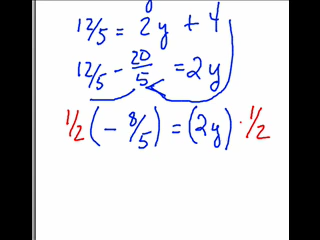 12/5 = 2y + 4
12/5 - 20/5 = 2y
1/2 (- 8/5) = (2y) · 1/2